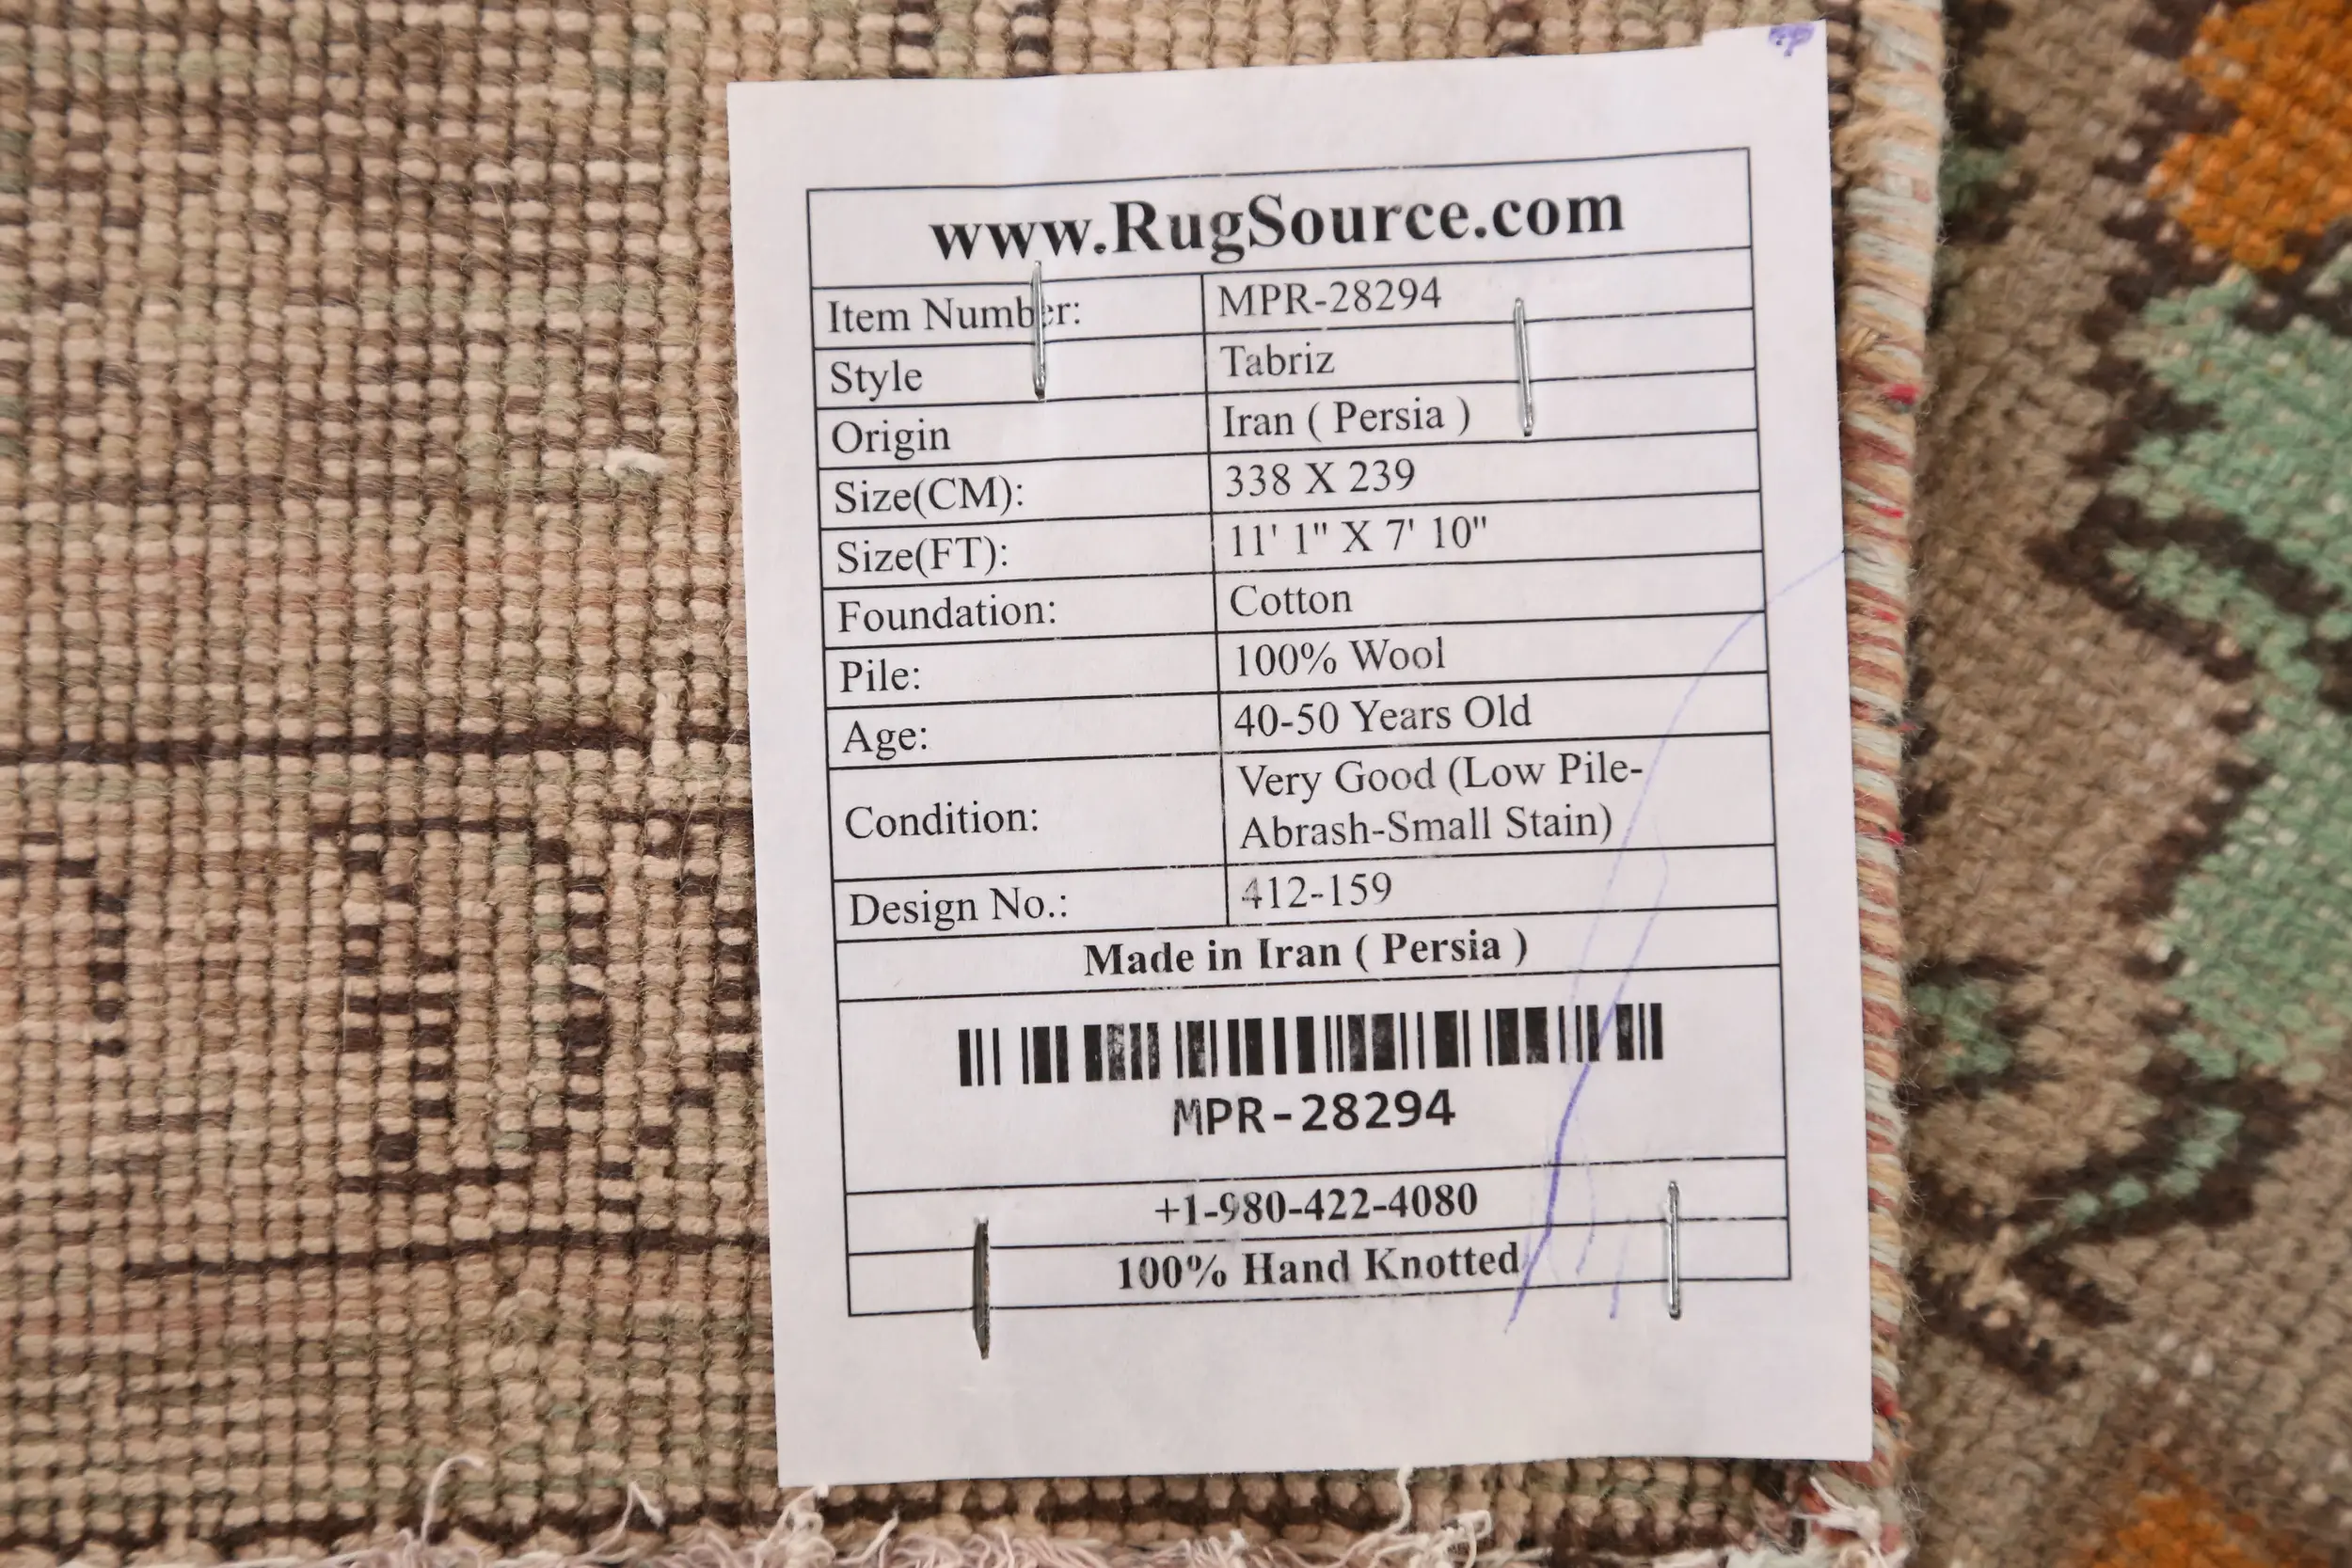 www.RugSource.com
Item Number: MPR-28294
Style Tabriz
Origin Iran ( Persia )
Size(CM): 338 X 239
Size(FT): 11' 1" X 7' 10"
Foundation: Cotton
Pile: 100% Wool
Age: 40-50 Years Old
Condition: Very Good (Low Pile-
Abrash-Small Stain)
Design No.: 412-159
Made in Iran ( Persia )
MPR-28294
+1-980-422-4080
100% Hand Knotted